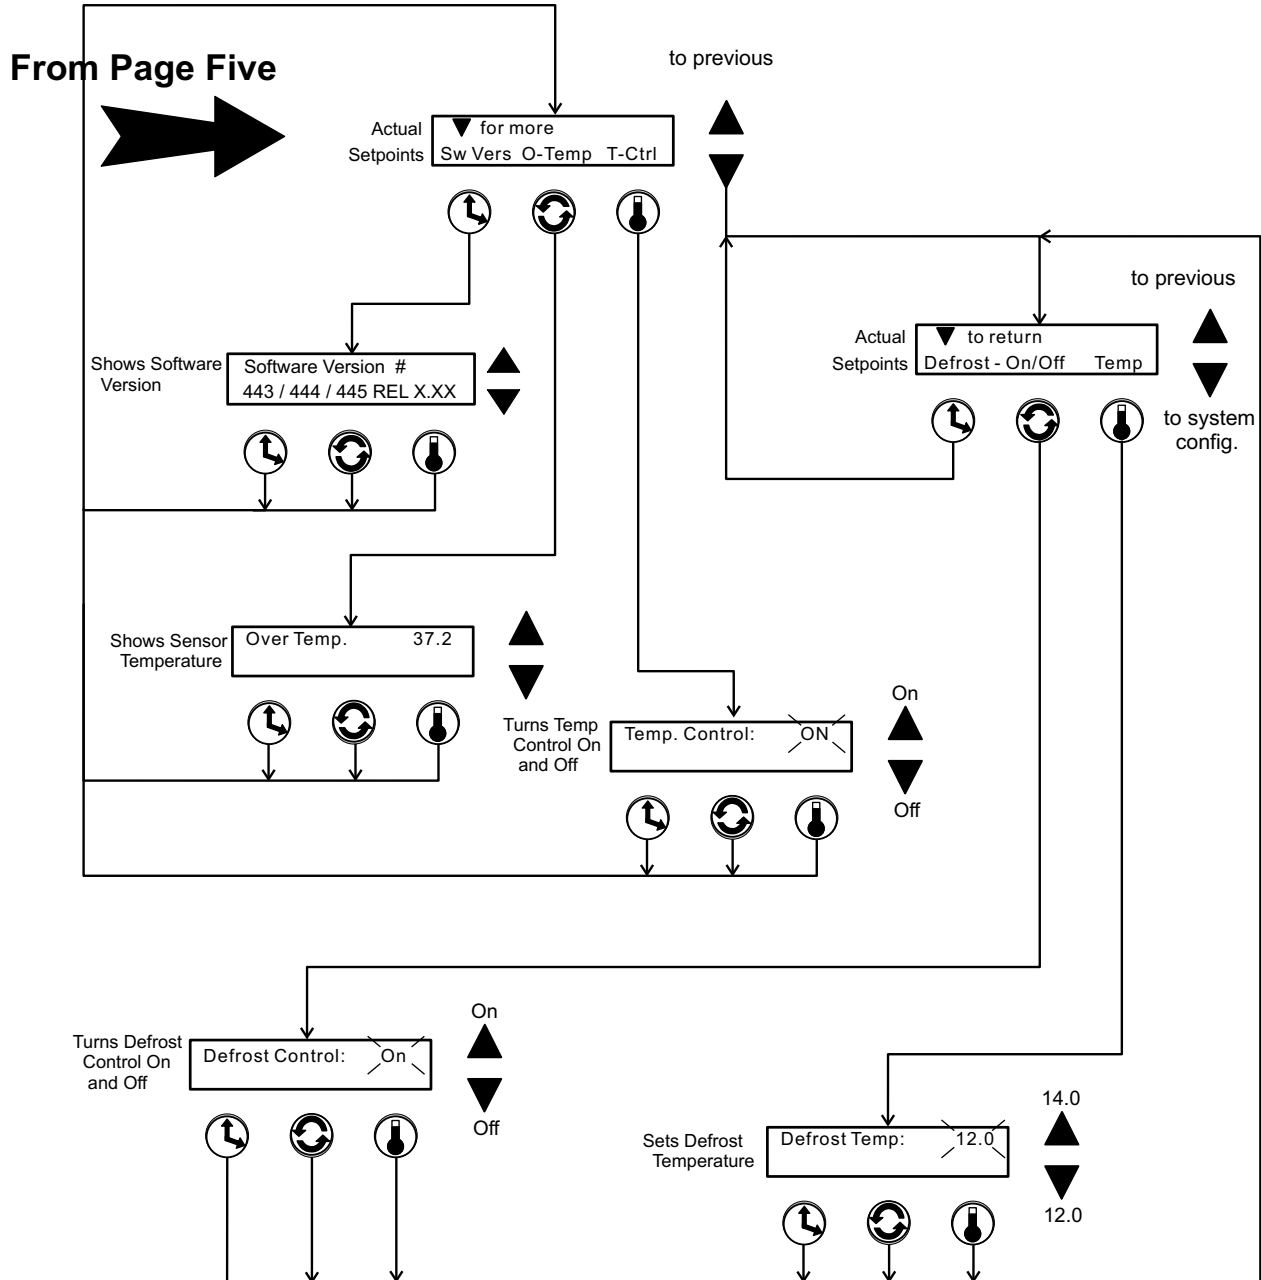 From Page Five
to previous
Actual
Setpoints
for more
Sw Vers O-Temp T-Ctrl
to previous
Actual
Setpoints
to return
Defrost - On/Off Temp
to system
config.
Shows Software
Version
Software Version #
443 / 444 / 445 REL X.XX
Shows Sensor
Temperature
Over Temp. 37.2
Turns Temp
Control On
and Off
Temp. Control: ON
On
Off
Turns Defrost
Control On
and Off
Defrost Control: On
On
Off
Sets Defrost
Temperature
Defrost Temp: 12.0
14.0
12.0